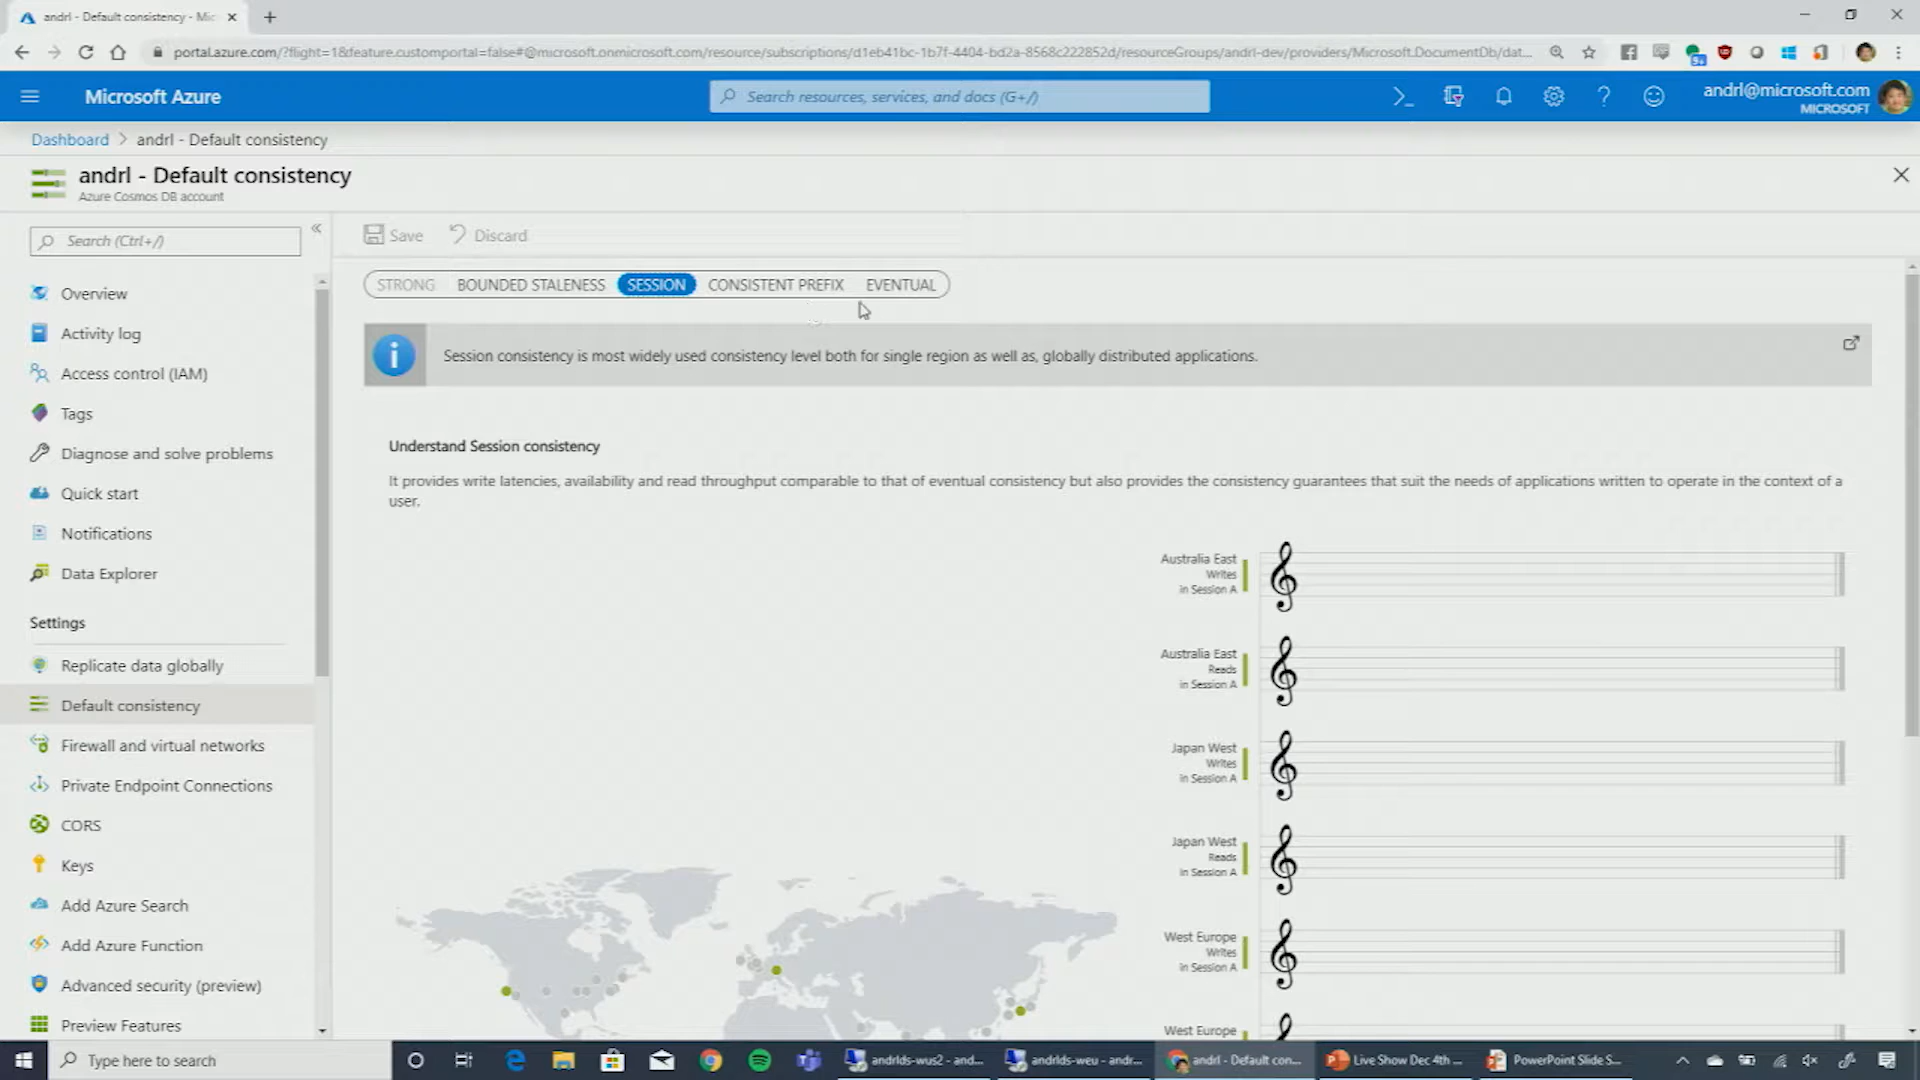 andrl - Default consistency - Mic
portal.azure.com/?flight=1&feature.customportal=false#@microsoft.onmicrosoft.com/resource/subscriptions/d1eb41bc-1b7f-4404-bd2a-8568c222852d/resourceGroups/andrl-dev/providers/Microsoft.DocumentDb/dat...
9+
Microsoft Azure
Search resources, services, and docs (G+/)
andrl@microsoft.com
MICROSOFT
Dashboard > andrl - Default consistency
andrl - Default consistency
Azure Cosmos DB account
Search (Ctrl+/)
Save
Discard
STRONG
BOUNDED STALENESS
SESSION
CONSISTENT PREFIX
EVENTUAL
Session consistency is most widely used consistency level both for single region as well as, globally distributed applications.
Understand Session consistency
It provides write latencies, availability and read throughput comparable to that of eventual consistency but also provides the consistency guarantees that suit the needs of applications written to operate in the context of a
user.
Overview
Activity log
Access control (IAM)
Tags
Diagnose and solve problems
Quick start
Notifications
Data Explorer
Settings
Replicate data globally
Default consistency
Firewall and virtual networks
Private Endpoint Connections
CORS
Keys
Add Azure Search
Add Azure Function
Advanced security (preview)
Preview Features
Australia East
Writes
in Session A
Australia East
Reads
in Session A
Japan West
Writes
in Session A
Japan West
Reads
in Session A
West Europe
Writes
in Session A
West Europe
Type here to search
andrlds-wus2 - and...
andrlds-weu - andr...
andrl - Default con...
Live Show Dec 4th ...
PowerPoint Slide S...